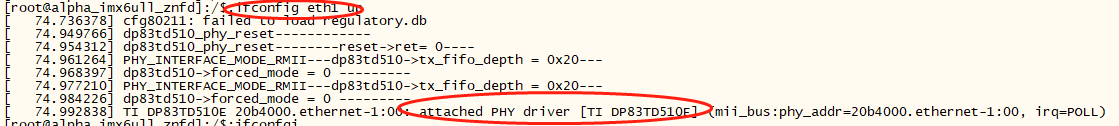 [root@alpha_imx6ull_znfd]:/$:ifconfig eth1 up
[   74.736378] cfg80211: failed to load regulatory.db
[   74.949766] dp83td510_phy_reset------------
[   74.954312] dp83td510_phy_reset--------reset->ret= 0----
[   74.961264] PHY_INTERFACE_MODE_RMII---dp83td510->tx_fifo_depth = 0x20---
[   74.968397] dp83td510->forced_mode = 0 ---------
[   74.977210] PHY_INTERFACE_MODE_RMII---dp83td510->tx_fifo_depth = 0x20---
[   74.984226] dp83td510->forced_mode = 0 ---------
[   74.992838] TI DP83TD510E 20b4000.ethernet-1:00: attached PHY driver [TI DP83TD510E] (mii_bus:phy_addr=20b4000.ethernet-1:00, irq=POLL)